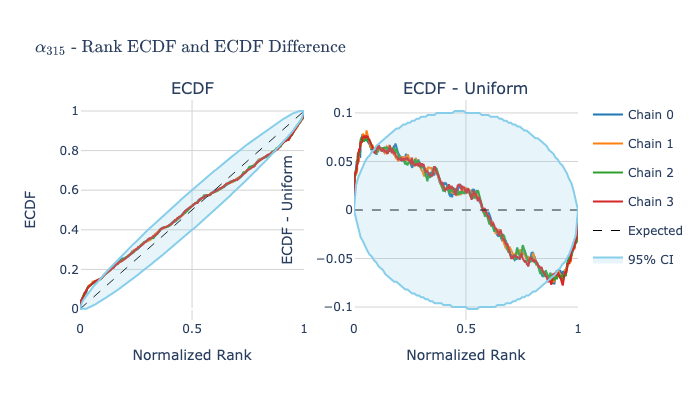 α₃₁₅ - Rank ECDF and ECDF Difference
ECDF
ECDF
1
0.8
0.6
0.4
0.2
0
0
0.5
1
Normalized Rank
ECDF - Uniform
ECDF - Uniform
0.1
0.05
0
−0.05
−0.1
0
0.5
1
Normalized Rank
Chain 0
Chain 1
Chain 2
Chain 3
Expected
95% CI